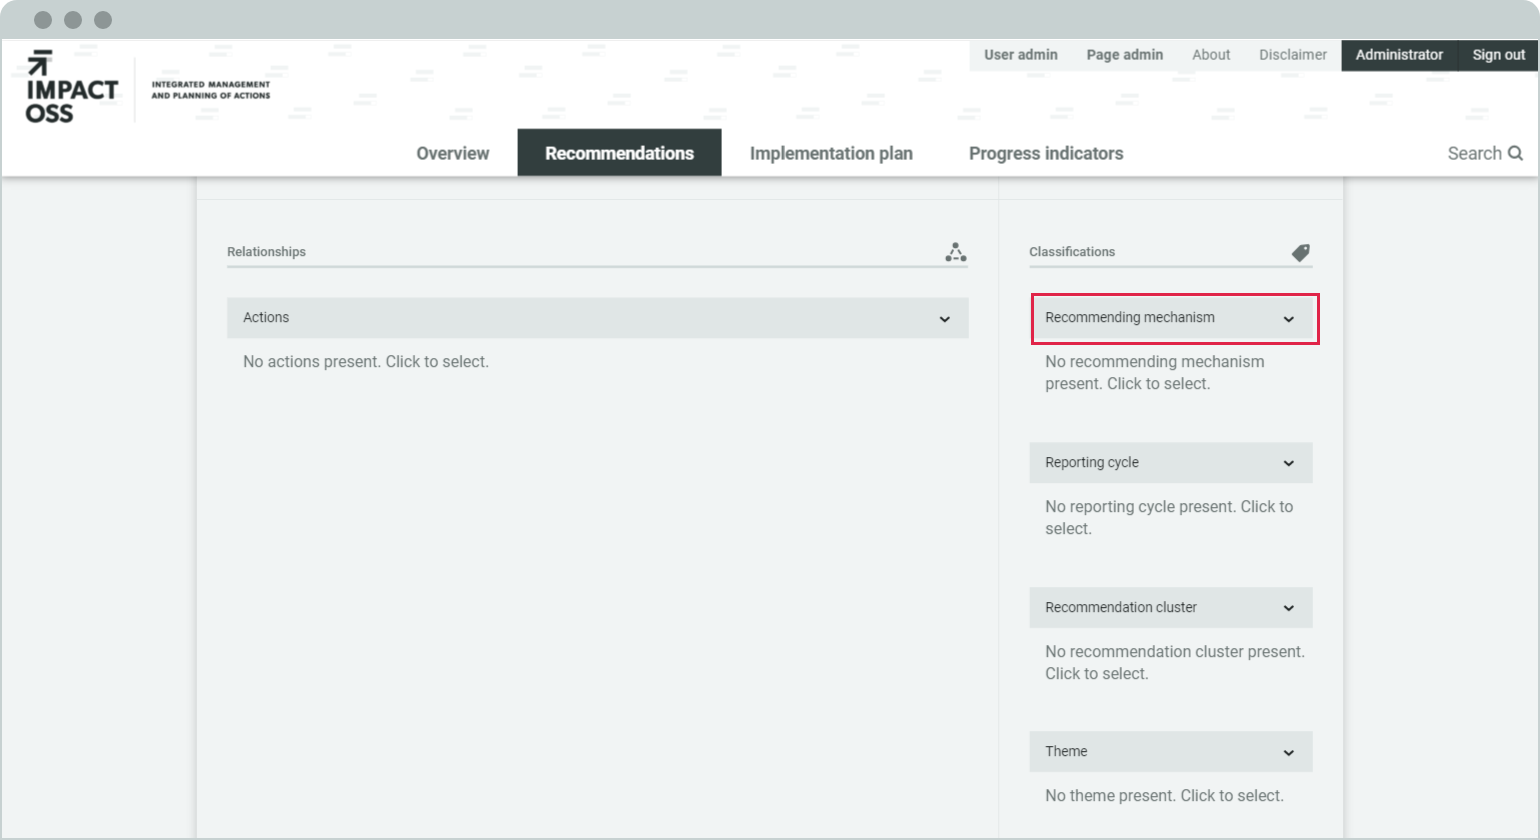 User admin Page admin About Disclaimer Administrator Sign out
IMPACT
OSS
INTEGRATED MANAGEMENT
AND PLANNING OF ACTIONS
Overview Recommendations Implementation plan Progress indicators Search
Relationships
Actions
No actions present. Click to select.
Classifications
Recommending mechanism
No recommending mechanism
present. Click to select.
Reporting cycle
No reporting cycle present. Click to
select.
Recommendation cluster
No recommendation cluster present.
Click to select.
Theme
No theme present. Click to select.